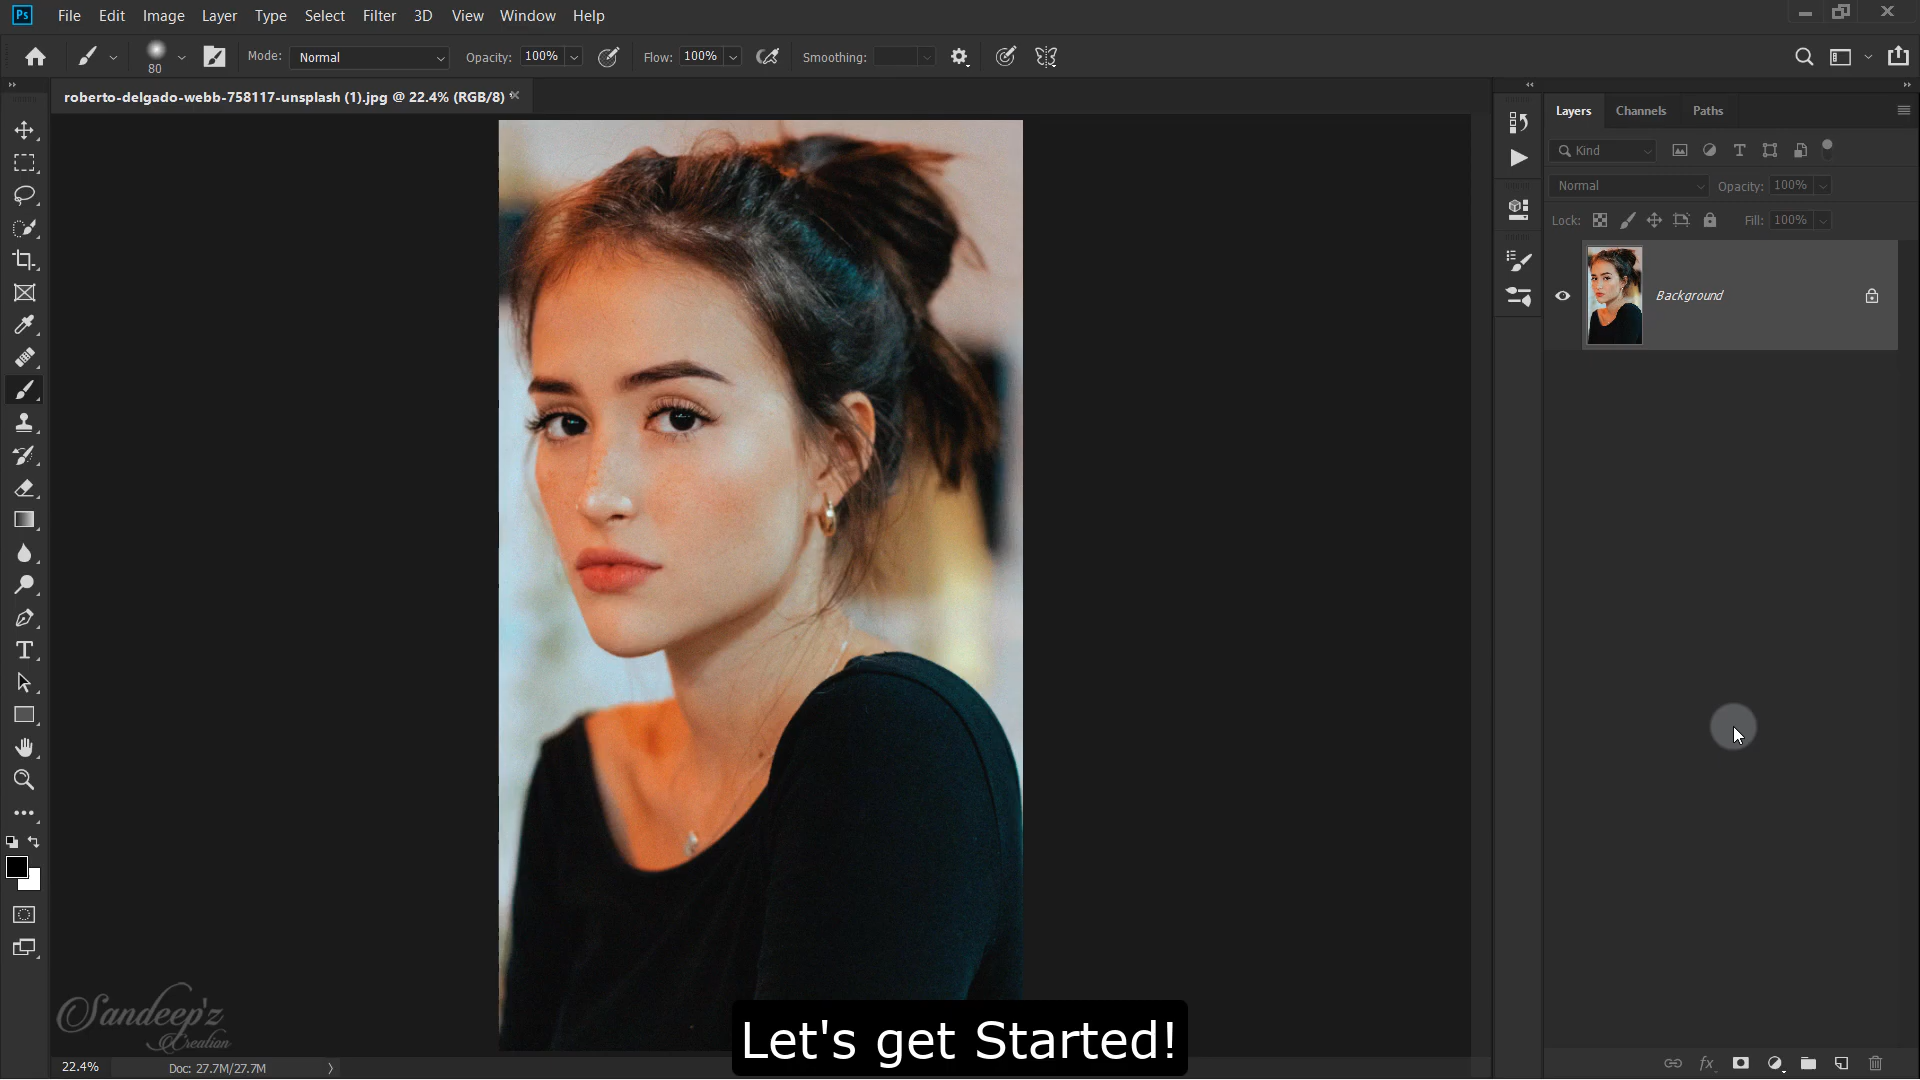 Ps File Edit Image Layer Type Select Filter 3D View Window Help
80 Mode: Normal Opacity: 100% Flow: 100% Smoothing:
roberto-delgado-webb-758117-unsplash (1).jpg @ 22.4% (RGB/8) *
Layers Channels Paths
Kind
Normal Opacity: 100%
Lock: Fill: 100%
Background
fx
Sandeep'z
Creation
Let's get Started!
22.4% Doc: 27.7M/27.7M